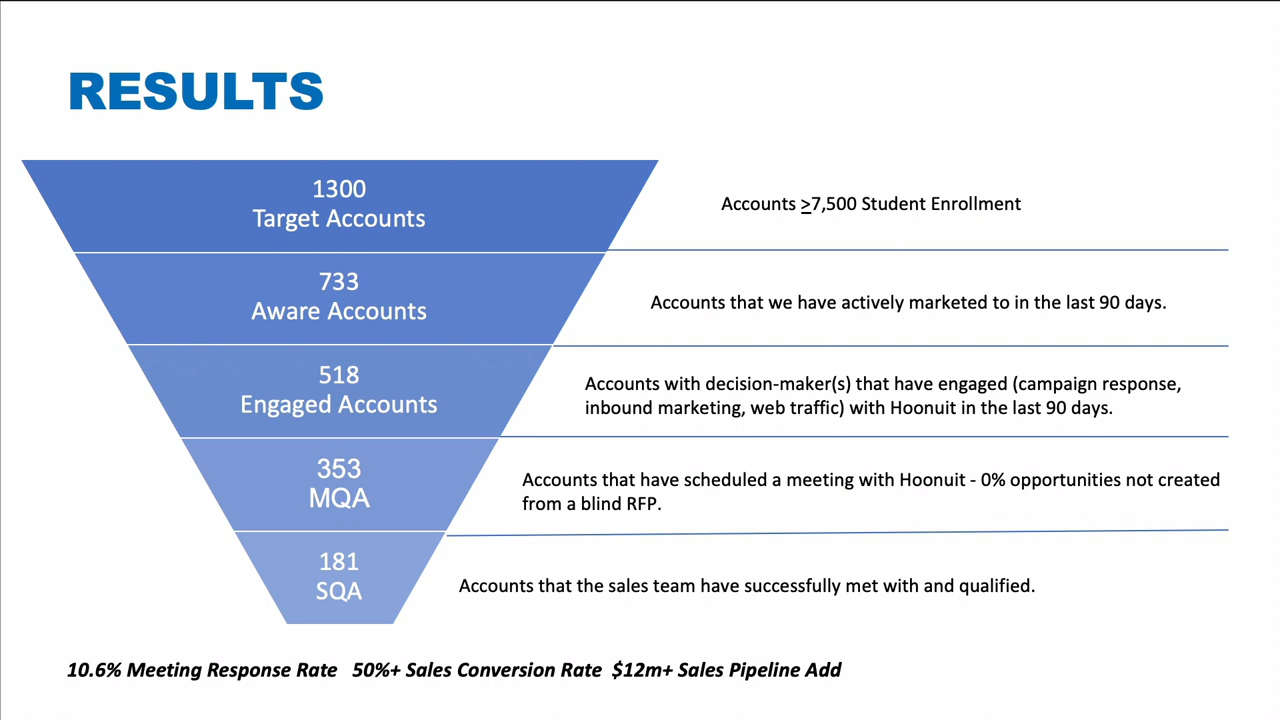 RESULTS
1300
Target Accounts
Accounts ≥7,500 Student Enrollment
733
Aware Accounts
Accounts that we have actively marketed to in the last 90 days.
518
Engaged Accounts
Accounts with decision-maker(s) that have engaged (campaign response,
inbound marketing, web traffic) with Hoonuit in the last 90 days.
353
MQA
Accounts that have scheduled a meeting with Hoonuit - 0% opportunities not created
from a blind RFP.
181
SQA
Accounts that the sales team have successfully met with and qualified.
10.6% Meeting Response Rate 50%+ Sales Conversion Rate $12m+ Sales Pipeline Add